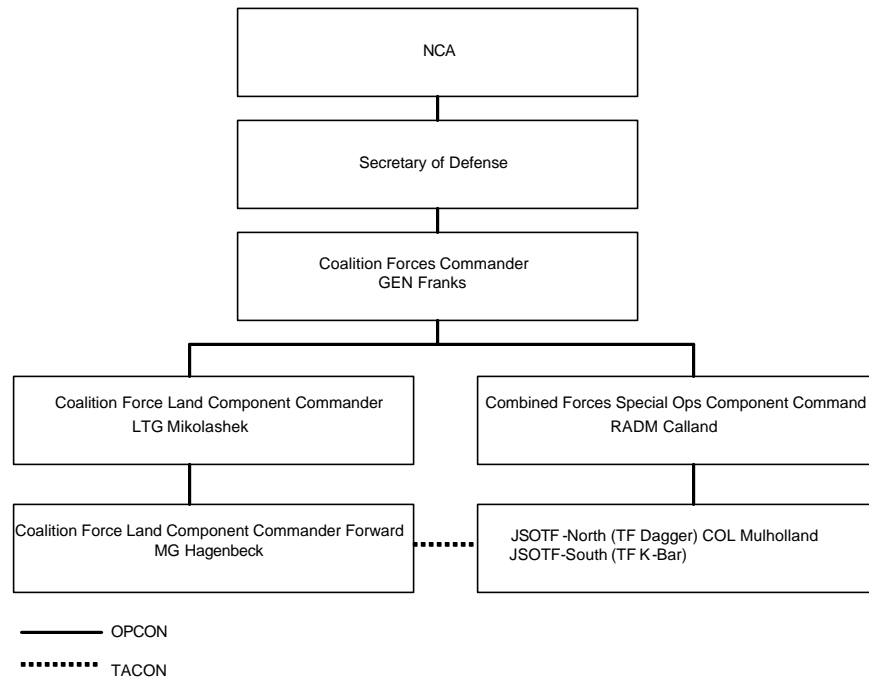 NCA
Secretary of Defense
Coalition Forces Commander
GEN Franks
Coalition Force Land Component Commander
LTG Mikolashek
Combined Forces Special Ops Component Command
RADM Calland
Coalition Force Land Component Commander Forward
MG Hagenbeck
JSOTF-North (TF Dagger) COL Mulholland
JSOTF-South (TF K-Bar)
OPCON
TACON